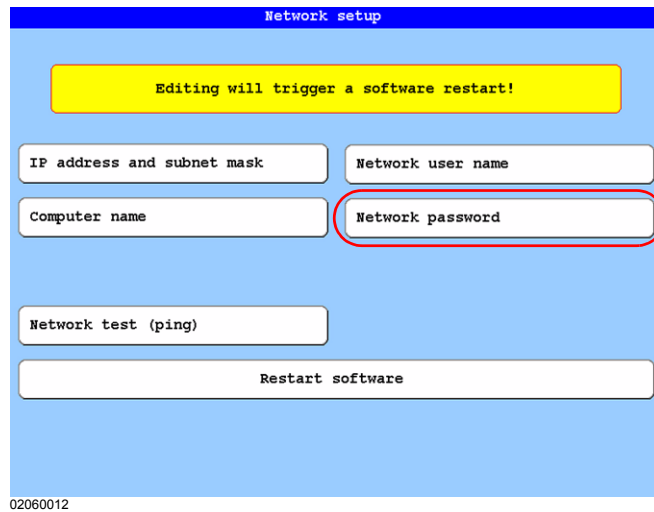 Network setup
Editing will trigger a software restart!
IP address and subnet mask
Network user name
Computer name
Network password
Network test (ping)
Restart software
02060012